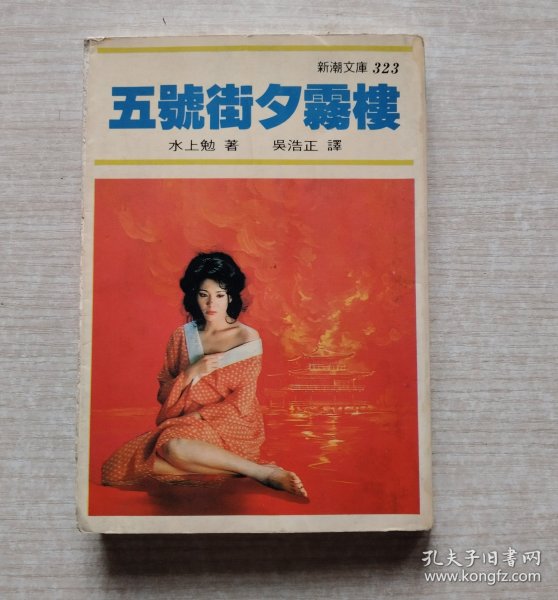 新潮文庫 323
五號街夕霧樓
水上勉 著 吳浩正 譯
孔夫子旧书网
www.kongfz.com